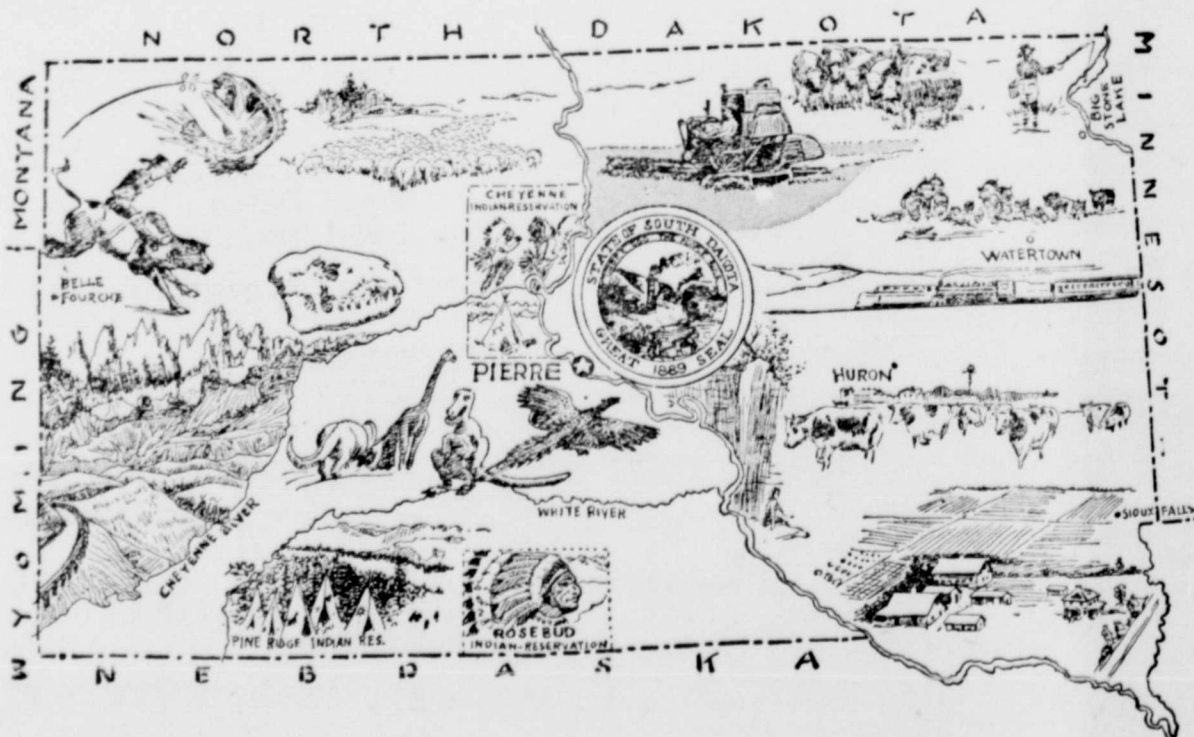 NORTH DAKOTA
MONTANA
MINNESOT
BIG
STONE
LAKE
CHEYENNE
INDIAN-RESERVATION
STATE OF SOUTH DAKOTA
GREAT SEAL
1889
WATERTOWN
BELLE
FOURCHE
PIERRE
HURON
WYOMING
CHEYENNE RIVER
WHITE RIVER
SIOUX FALLS
PINE RIDGE INDIAN RES.
ROSEBUD
INDIAN-RESERVATION
NEBRASKA